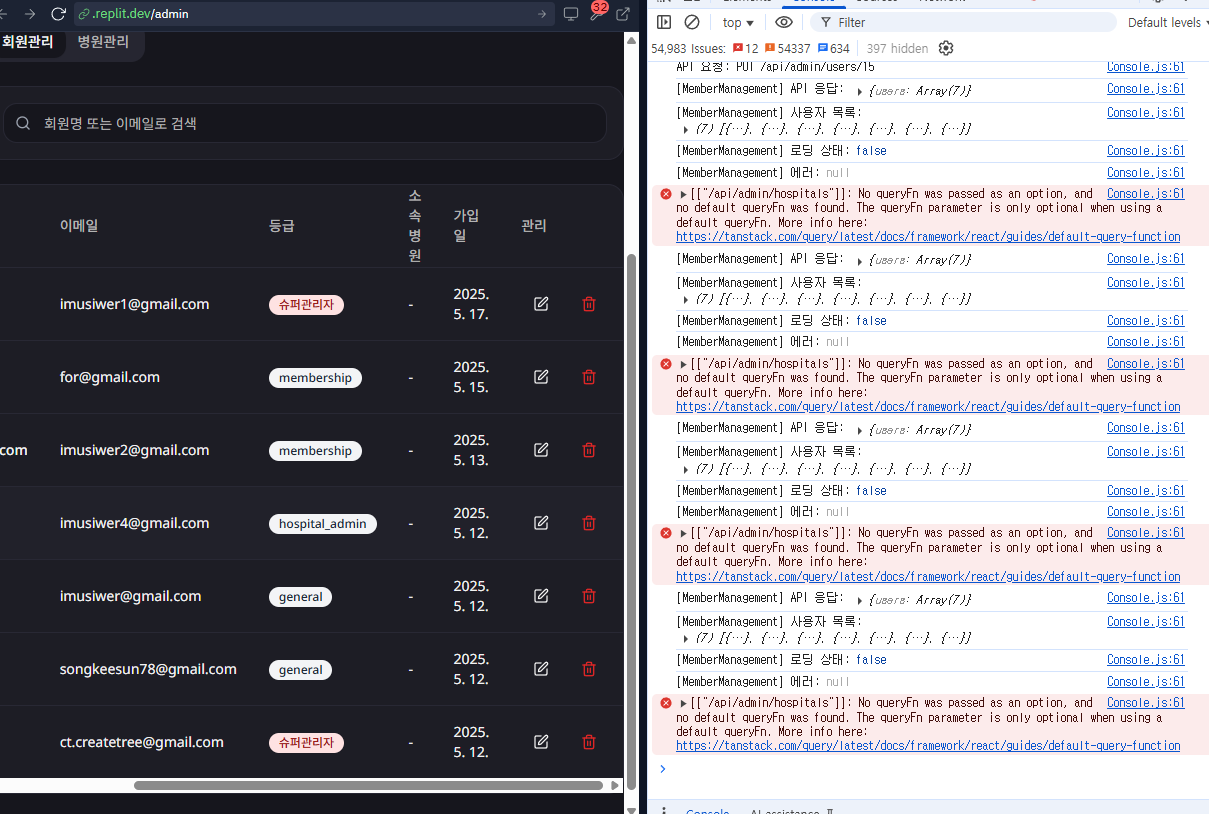 .replit.dev/admin
32
회원관리
병원관리
회원명 또는 이메일로 검색
이메일
등급
소
속
병
원
가입
일
관리
imusiwer1@gmail.com
슈퍼관리자
-
2025.
5. 17.
for@gmail.com
membership
-
2025.
5. 15.
com
imusiwer2@gmail.com
membership
-
2025.
5. 13.
imusiwer4@gmail.com
hospital_admin
-
2025.
5. 12.
imusiwer@gmail.com
general
-
2025.
5. 12.
songkeesun78@gmail.com
general
-
2025.
5. 12.
ct.createtree@gmail.com
슈퍼관리자
-
2025.
5. 12.
top
Filter
Default levels
54,983 Issues: 12 54337 634 397 hidden
API 요청: PUT /api/admin/users/15 Console.js:61
[MemberManagement] API 응답: {users: Array(7)} Console.js:61
[MemberManagement] 사용자 목록: Console.js:61
(7) [{…}, {…}, {…}, {…}, {…}, {…}, {…}]
[MemberManagement] 로딩 상태: false Console.js:61
[MemberManagement] 에러: null Console.js:61
[["/api/admin/hospitals"]]: No queryFn was passed as an option, and Console.js:61
no default queryFn was found. The queryFn parameter is only optional when using a
default queryFn. More info here:
https://tanstack.com/query/latest/docs/framework/react/guides/default-query-function
[MemberManagement] API 응답: {users: Array(7)} Console.js:61
[MemberManagement] 사용자 목록: Console.js:61
(7) [{…}, {…}, {…}, {…}, {…}, {…}, {…}]
[MemberManagement] 로딩 상태: false Console.js:61
[MemberManagement] 에러: null Console.js:61
[["/api/admin/hospitals"]]: No queryFn was passed as an option, and Console.js:61
no default queryFn was found. The queryFn parameter is only optional when using a
default queryFn. More info here:
https://tanstack.com/query/latest/docs/framework/react/guides/default-query-function
[MemberManagement] API 응답: {users: Array(7)} Console.js:61
[MemberManagement] 사용자 목록: Console.js:61
(7) [{…}, {…}, {…}, {…}, {…}, {…}, {…}]
[MemberManagement] 로딩 상태: false Console.js:61
[MemberManagement] 에러: null Console.js:61
[["/api/admin/hospitals"]]: No queryFn was passed as an option, and Console.js:61
no default queryFn was found. The queryFn parameter is only optional when using a
default queryFn. More info here:
https://tanstack.com/query/latest/docs/framework/react/guides/default-query-function
[MemberManagement] API 응답: {users: Array(7)} Console.js:61
[MemberManagement] 사용자 목록: Console.js:61
(7) [{…}, {…}, {…}, {…}, {…}, {…}, {…}]
[MemberManagement] 로딩 상태: false Console.js:61
[MemberManagement] 에러: null Console.js:61
[["/api/admin/hospitals"]]: No queryFn was passed as an option, and Console.js:61
no default queryFn was found. The queryFn parameter is only optional when using a
default queryFn. More info here:
https://tanstack.com/query/latest/docs/framework/react/guides/default-query-function
Console
AI assistance